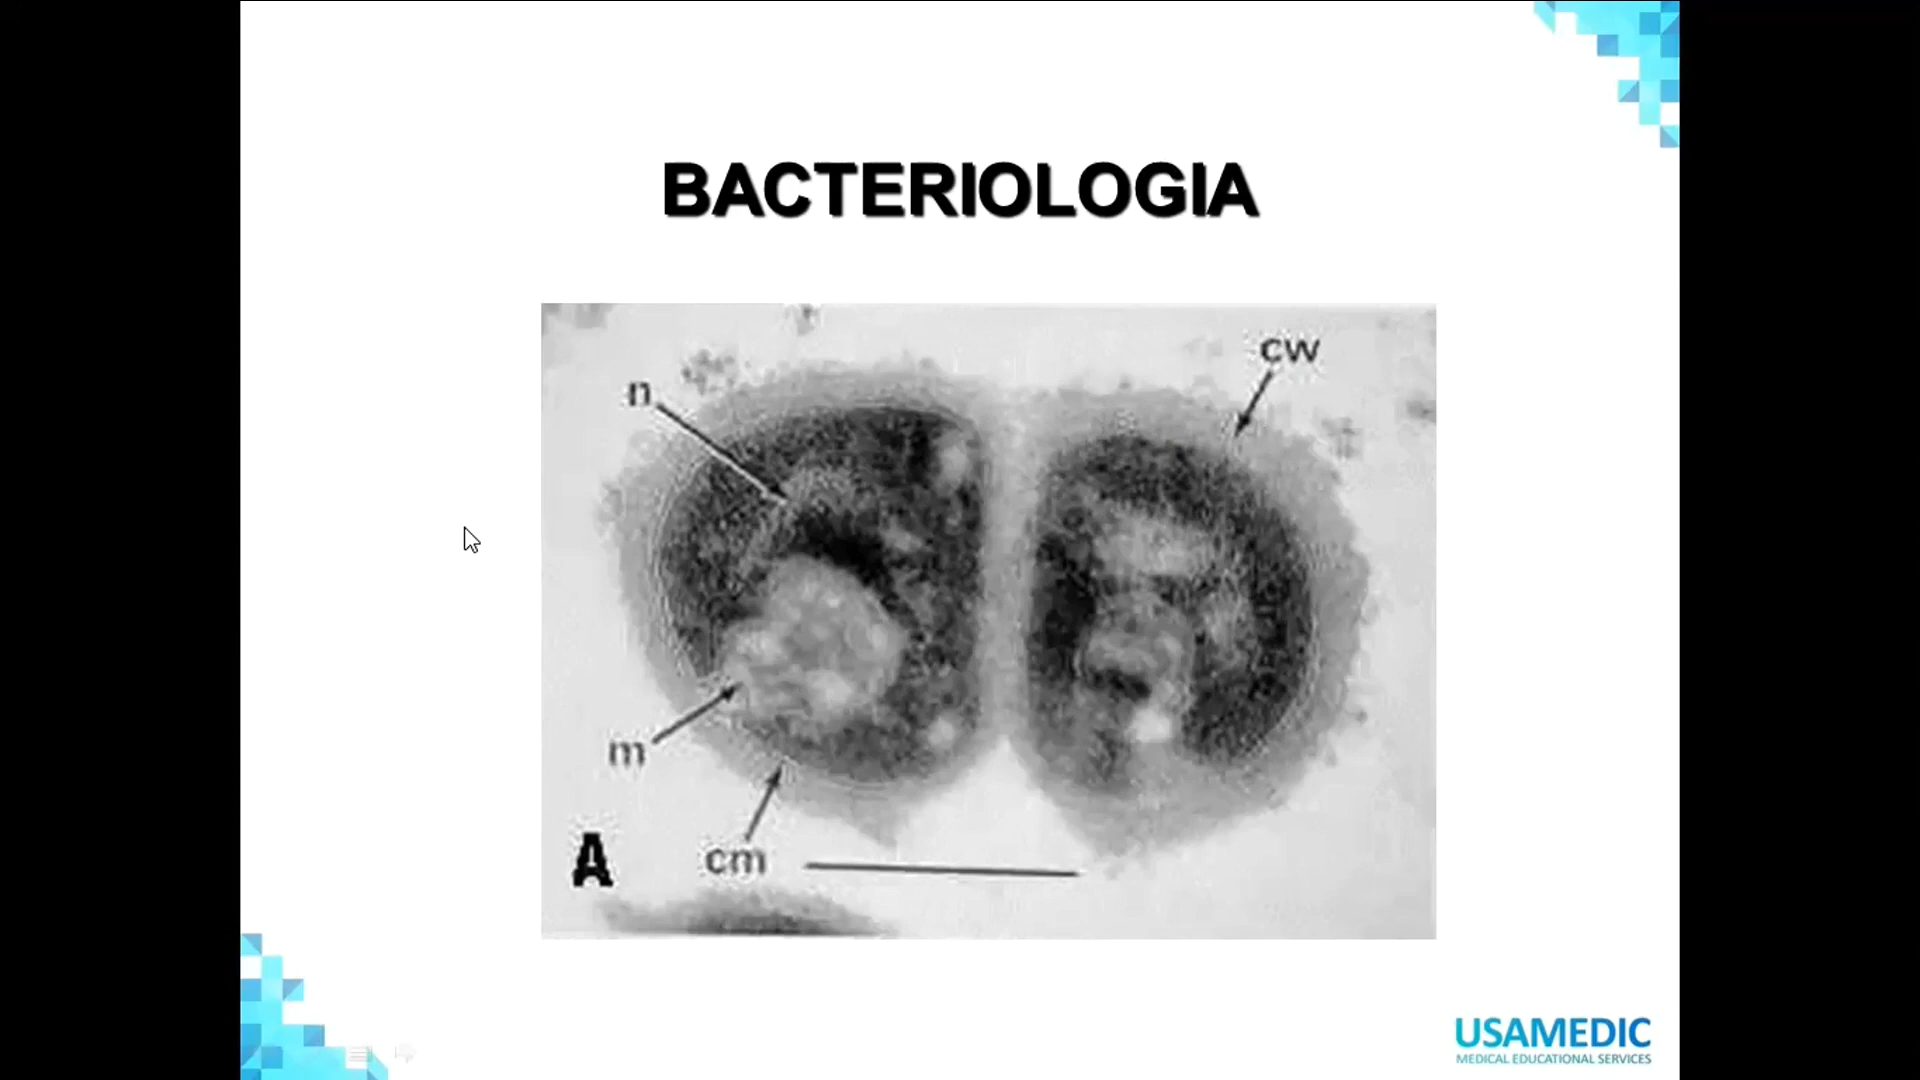 BACTERIOLOGIA
cw
n
m
cm
A
USAMEDIC
MEDICAL EDUCATIONAL SERVICES